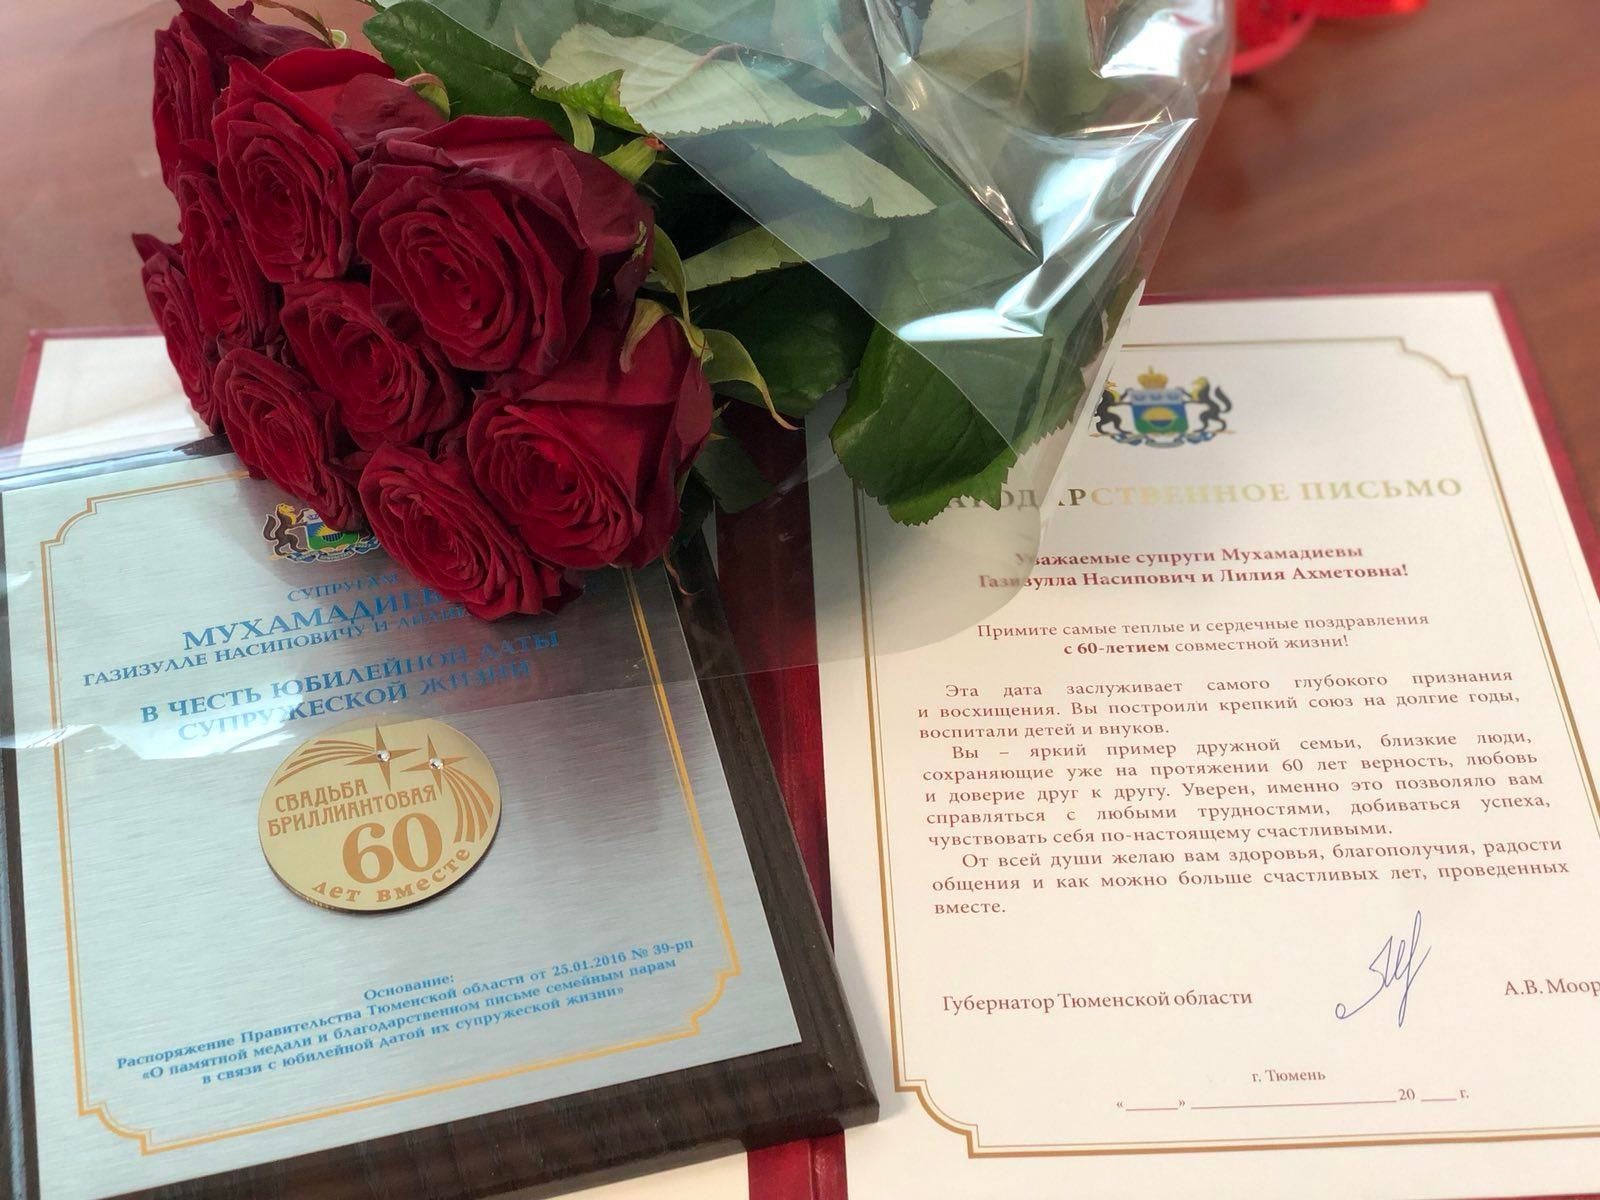 СУПРУГАМ
ГАЗИЗУЛЛЕ НАСИПОВИЧУ И
В ЧЕСТЬ ЮБИЛЕЙНОЙ ДАТЫ
СУПРУЖЕСКОЙ ЖИЗНИ
СВАДЬБА
БРИЛЛИАНТОВАЯ
60
лет вместе
Основание:
Распоряжение Правительства Тюменской области от 25.01.2016 № 39-рп
«О памятной медали и благодарственном письме семейным парам
в связи с юбилейной датой их супружеской жизни»
ПИСЬМО
Уважаемые супруги Мухамадиевы
Газизулла Насипович и Лилия Ахметовна!
Примите самые теплые и сердечные поздравления
с 60-летием совместной жизни!
Эта дата заслуживает самого глубокого признания
и восхищения. Вы построили крепкий союз на долгие годы,
воспитали детей и внуков.
Вы – яркий пример дружной семьи, близкие люди,
сохраняющие уже на протяжении 60 лет верность, любовь
и доверие друг к другу. Уверен, именно это позволяло вам
справляться с любыми трудностями, добиваться успеха,
чувствовать себя по-настоящему счастливыми.
От всей души желаю вам здоровья, благополучия, радости
общения и как можно больше счастливых лет, проведенных
вместе.
Губернатор Тюменской области А.В. Моор
г. Тюмень
«_____» ____________________ 20 ____ г.